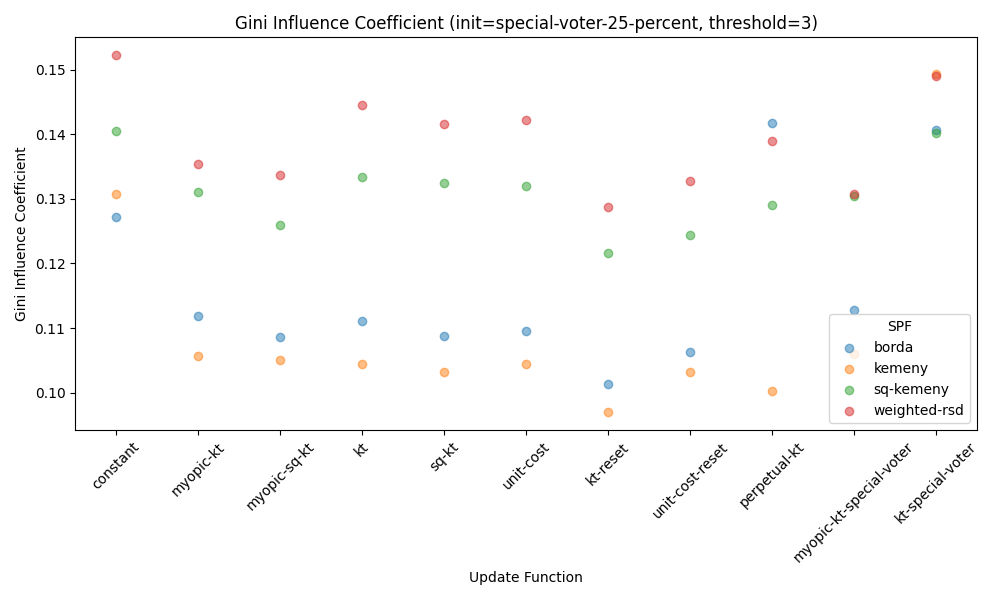 Gini Influence Coefficient (init=special-voter-25-percent, threshold=3)
Gini Influence Coefficient
0.15
0.14
0.13
0.12
0.11
0.10
SPF
borda
kemeny
sq-kemeny
weighted-rsd
constant
myopic-kt
myopic-sq-kt
kt
sq-kt
unit-cost
kt-reset
unit-cost-reset
perpetual-kt
myopic-kt-special-voter
kt-special-voter
Update Function